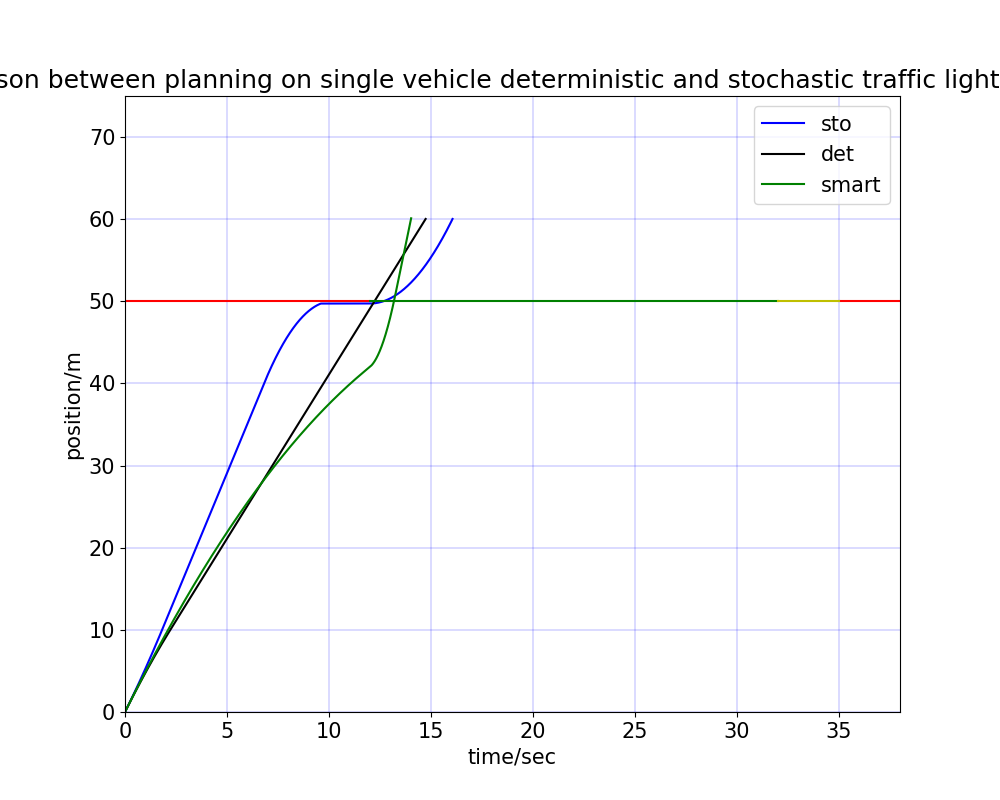 son between planning on single vehicle deterministic and stochastic traffic light
sto
det
smart
position/m
70
60
50
40
30
20
10
0
0 5 10 15 20 25 30 35
time/sec